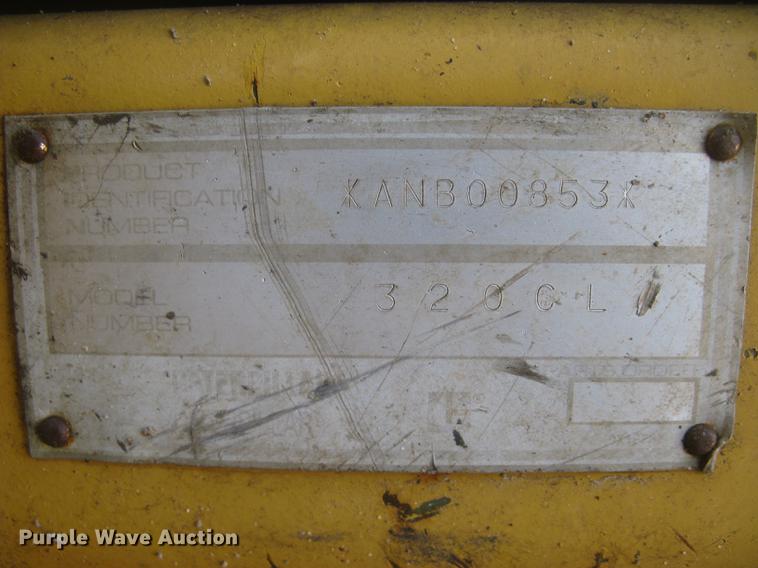 PRODUCT
IDENTIFICATION
NUMBER
*ANB00853*
MODEL
NUMBER
320CL
Purple Wave Auction